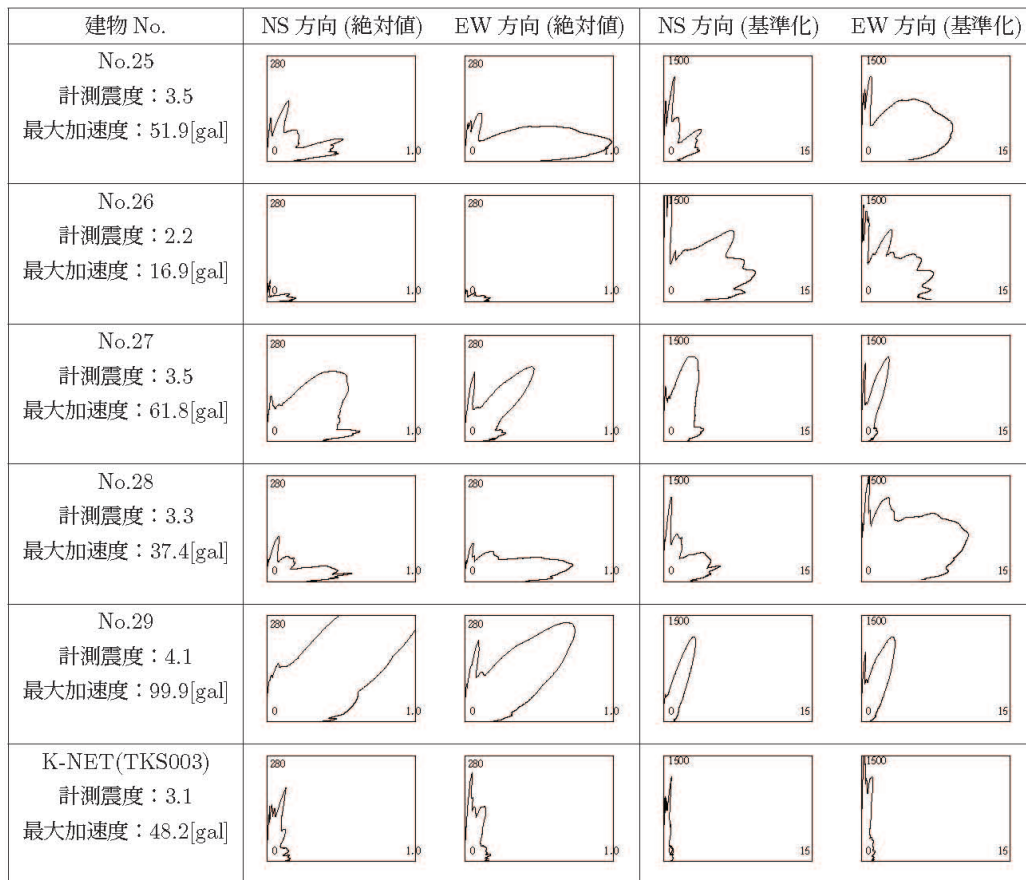 建物 No. NS 方向 (絶対値) EW 方向 (絶対値) NS 方向 (基準化) EW 方向 (基準化)
No.25
計測震度：3.5
最大加速度：51.9[gal]
280 0 1.0
280 0 1.0
1500 0 15
1500 0 15
No.26
計測震度：2.2
最大加速度：16.9[gal]
280 0 1.0
280 0 1.0
1500 0 15
1500 0 15
No.27
計測震度：3.5
最大加速度：61.8[gal]
280 0 1.0
280 0 1.0
1500 0 15
1500 0 15
No.28
計測震度：3.3
最大加速度：37.4[gal]
280 0 1.0
280 0 1.0
1500 0 15
1500 0 15
No.29
計測震度：4.1
最大加速度：99.9[gal]
280 0 1.0
280 0 1.0
1500 0 15
1500 0 15
K-NET(TKS003)
計測震度：3.1
最大加速度：48.2[gal]
280 0 1.0
280 0 1.0
1500 0 15
1500 0 15